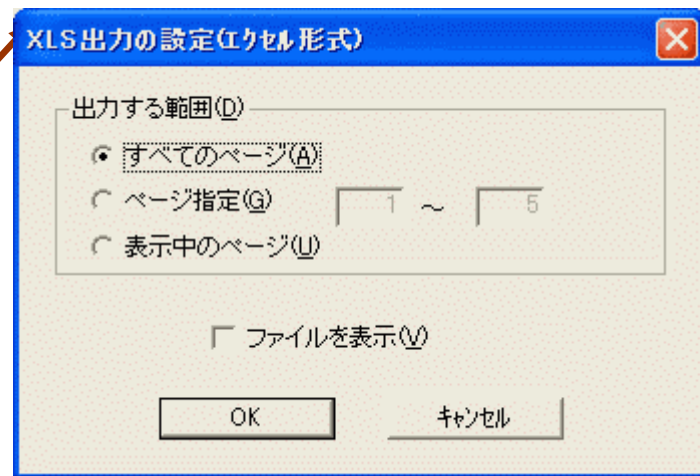 XLS出力の設定(ｴｸｾﾙ形式)
出力する範囲(D)
すべてのページ(A)
ページ指定(G) 1 ～ 5
表示中のページ(U)
ファイルを表示(V)
OK ｷｬﾝｾﾙ